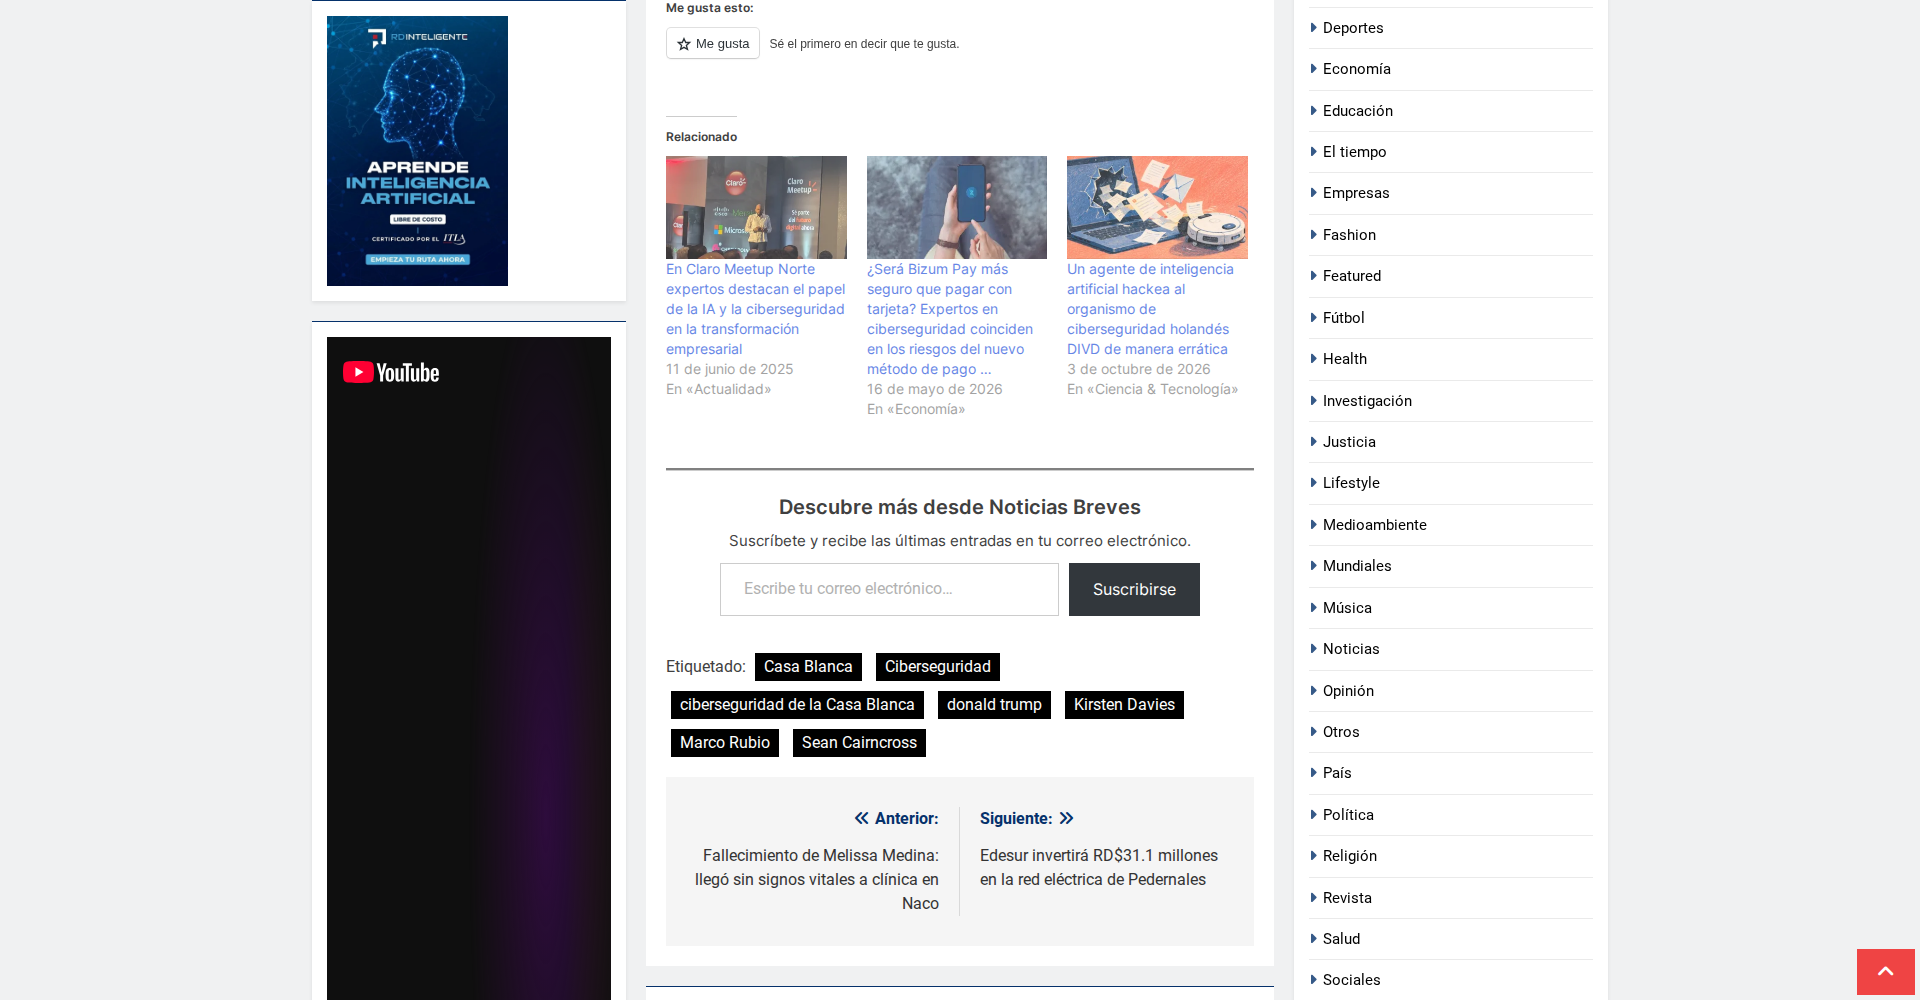 RDINTELIGENTE
APRENDE
INTELIGENCIA
ARTIFICIAL
LIBRE DE COSTO
CERTIFICADO POR EL ITLA
EMPIEZA TU RUTA AHORA
YouTube
Me gusta esto:
Me gusta
Sé el primero en decir que te gusta.
Relacionado
Claro
Claro
Meetup
Sé parte
del futuro
digital ahora
Microsoft
En Claro Meetup Norte
expertos destacan el papel
de la IA y la ciberseguridad
en la transformación
empresarial
11 de junio de 2025
En «Actualidad»
¿Será Bizum Pay más
seguro que pagar con
tarjeta? Expertos en
ciberseguridad coinciden
en los riesgos del nuevo
método de pago ...
16 de mayo de 2026
En «Economía»
Un agente de inteligencia
artificial hackea al
organismo de
ciberseguridad holandés
DIVD de manera errática
3 de octubre de 2026
En «Ciencia & Tecnología»
Descubre más desde Noticias Breves
Suscríbete y recibe las últimas entradas en tu correo electrónico.
Escribe tu correo electrónico…
Suscribirse
Etiquetado: Casa Blanca Ciberseguridad
ciberseguridad de la Casa Blanca donald trump Kirsten Davies
Marco Rubio Sean Cairncross
Anterior:
Fallecimiento de Melissa Medina:
llegó sin signos vitales a clínica en
Naco
Siguiente:
Edesur invertirá RD$31.1 millones
en la red eléctrica de Pedernales
Deportes
Economía
Educación
El tiempo
Empresas
Fashion
Featured
Fútbol
Health
Investigación
Justicia
Lifestyle
Medioambiente
Mundiales
Música
Noticias
Opinión
Otros
País
Política
Religión
Revista
Salud
Sociales